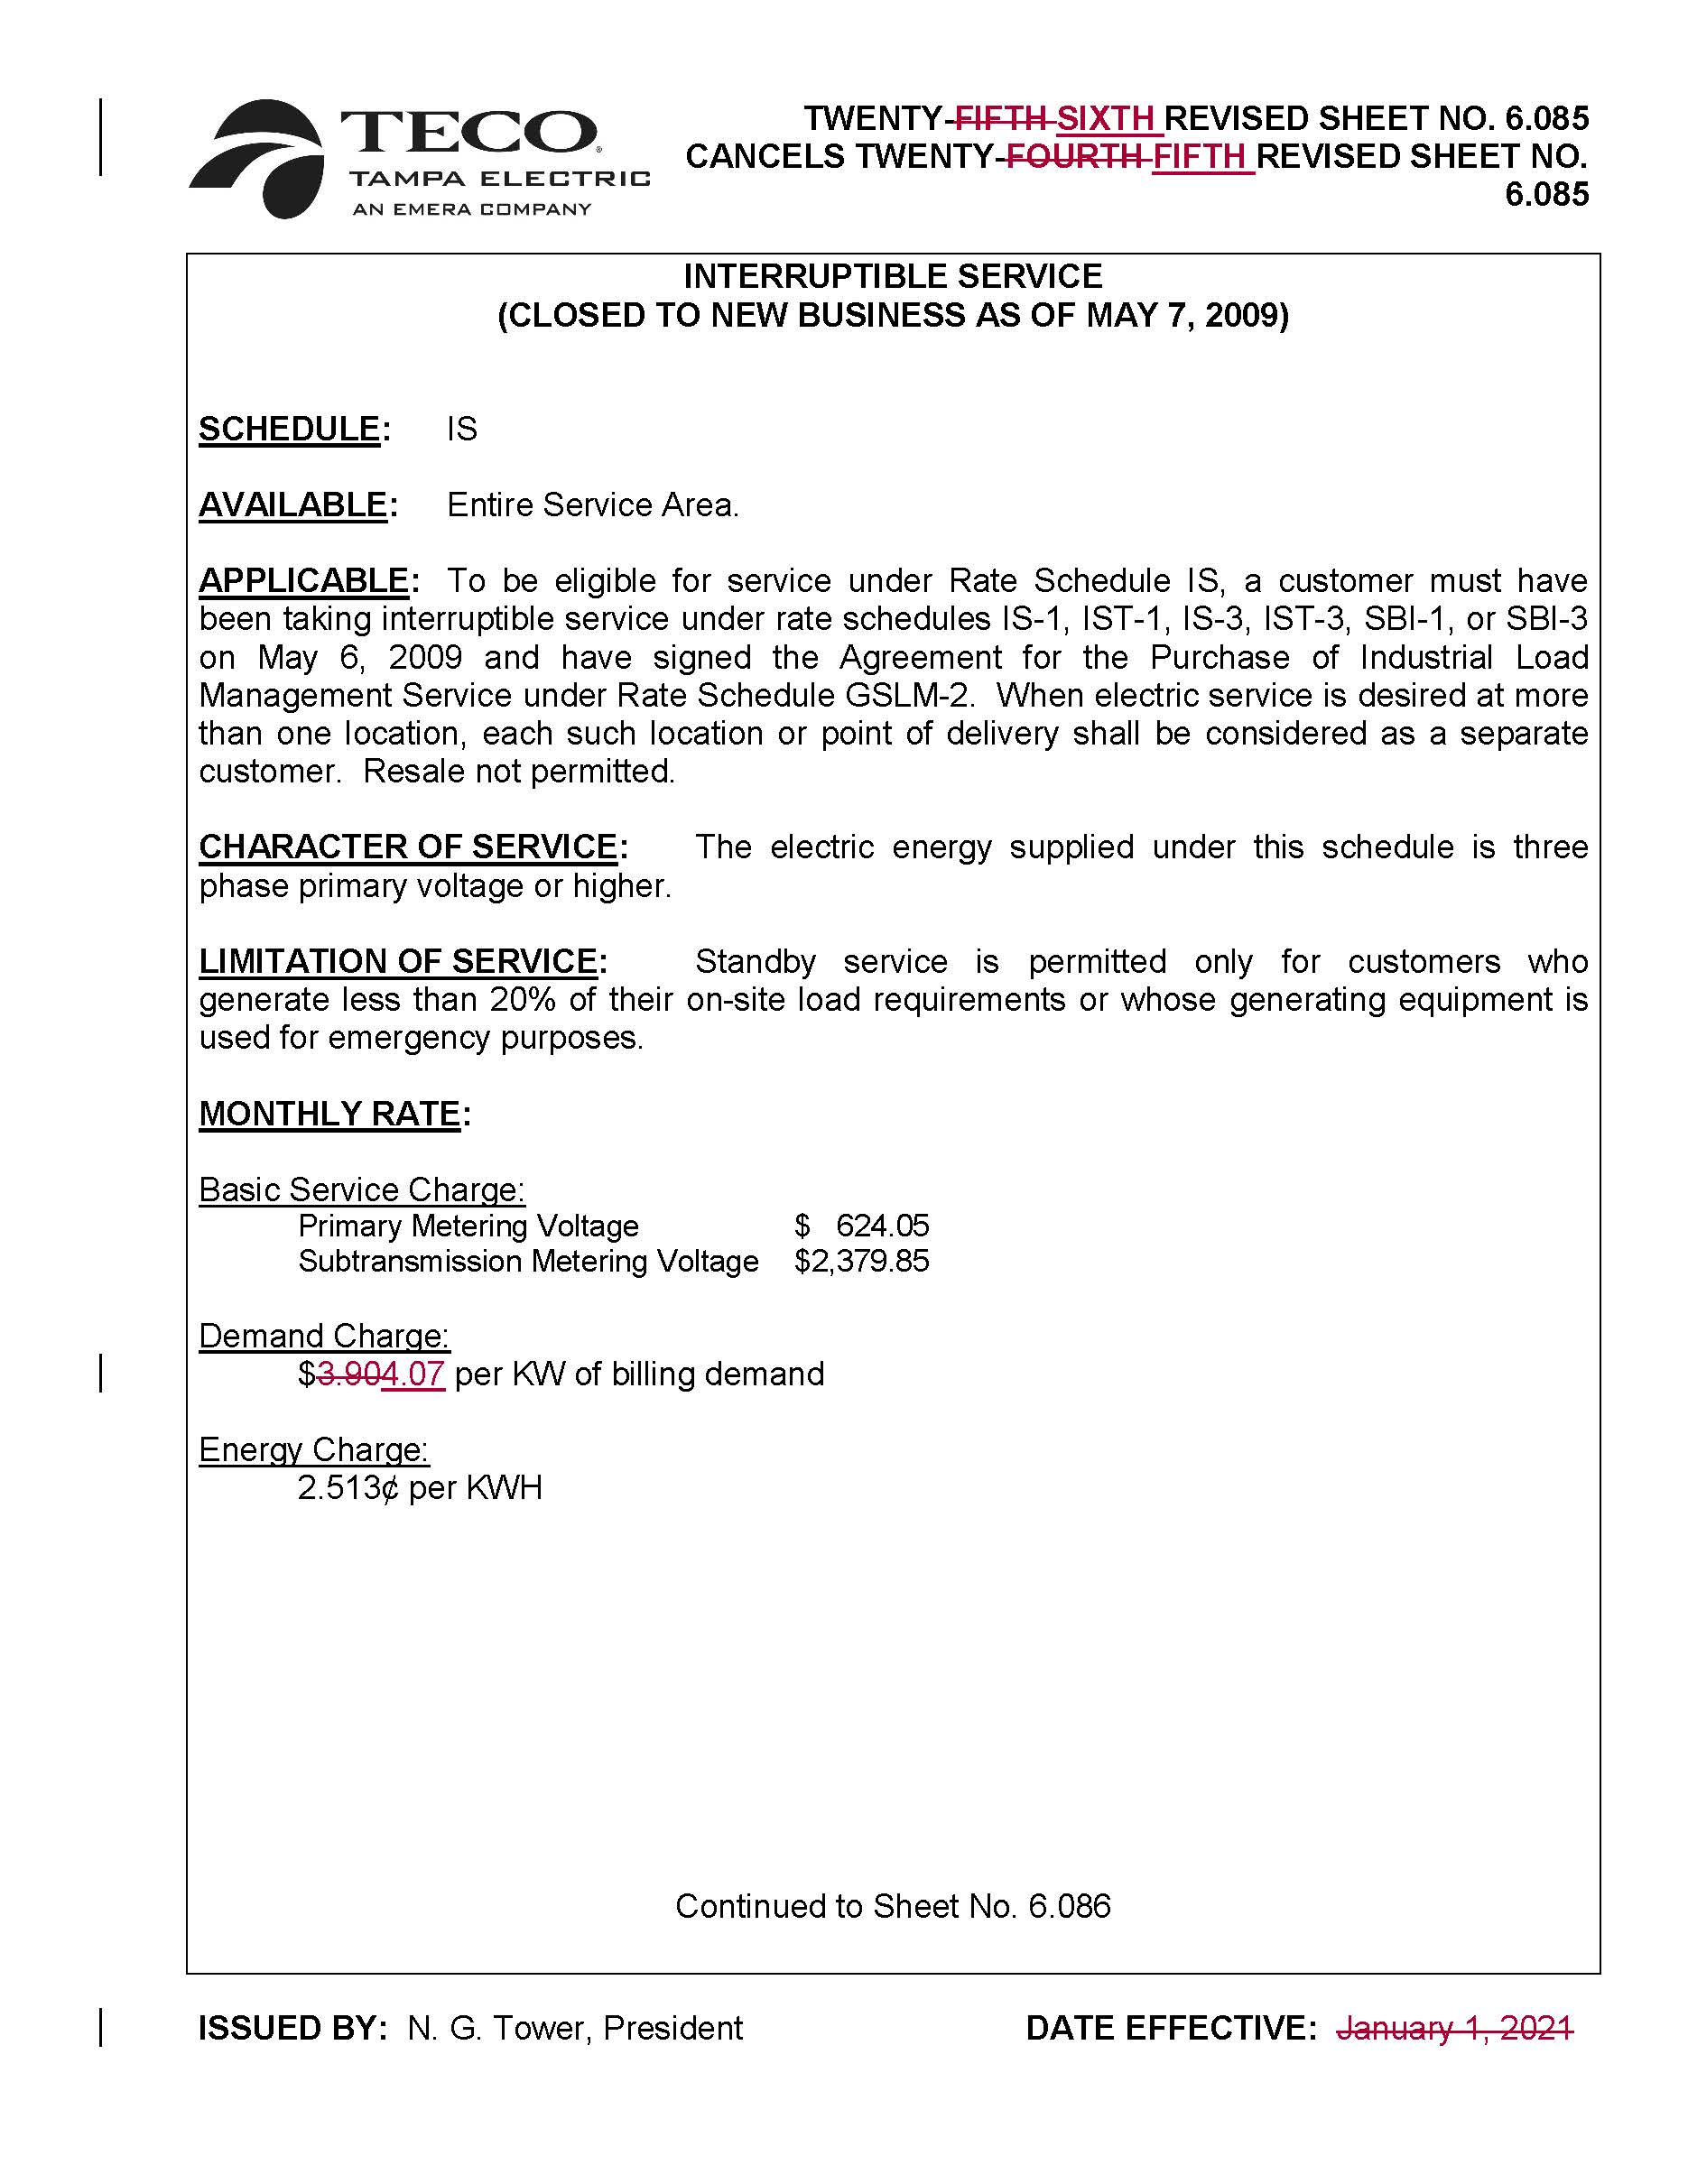 TECO®
TAMPA ELECTRIC
AN EMERA COMPANY
TWENTY-FIFTH SIXTH REVISED SHEET NO. 6.085
CANCELS TWENTY-FOURTH FIFTH REVISED SHEET NO.
6.085
INTERRUPTIBLE SERVICE
(CLOSED TO NEW BUSINESS AS OF MAY 7, 2009)
SCHEDULE: IS
AVAILABLE: Entire Service Area.
APPLICABLE: To be eligible for service under Rate Schedule IS, a customer must have
been taking interruptible service under rate schedules IS-1, IST-1, IS-3, IST-3, SBI-1, or SBI-3
on May 6, 2009 and have signed the Agreement for the Purchase of Industrial Load
Management Service under Rate Schedule GSLM-2. When electric service is desired at more
than one location, each such location or point of delivery shall be considered as a separate
customer. Resale not permitted.
CHARACTER OF SERVICE: The electric energy supplied under this schedule is three
phase primary voltage or higher.
LIMITATION OF SERVICE: Standby service is permitted only for customers who
generate less than 20% of their on-site load requirements or whose generating equipment is
used for emergency purposes.
MONTHLY RATE:
Basic Service Charge:
Primary Metering Voltage $ 624.05
Subtransmission Metering Voltage $2,379.85
Demand Charge:
$3.904.07 per KW of billing demand
Energy Charge:
2.513¢ per KWH
Continued to Sheet No. 6.086
ISSUED BY: N. G. Tower, President DATE EFFECTIVE: January 1, 2021